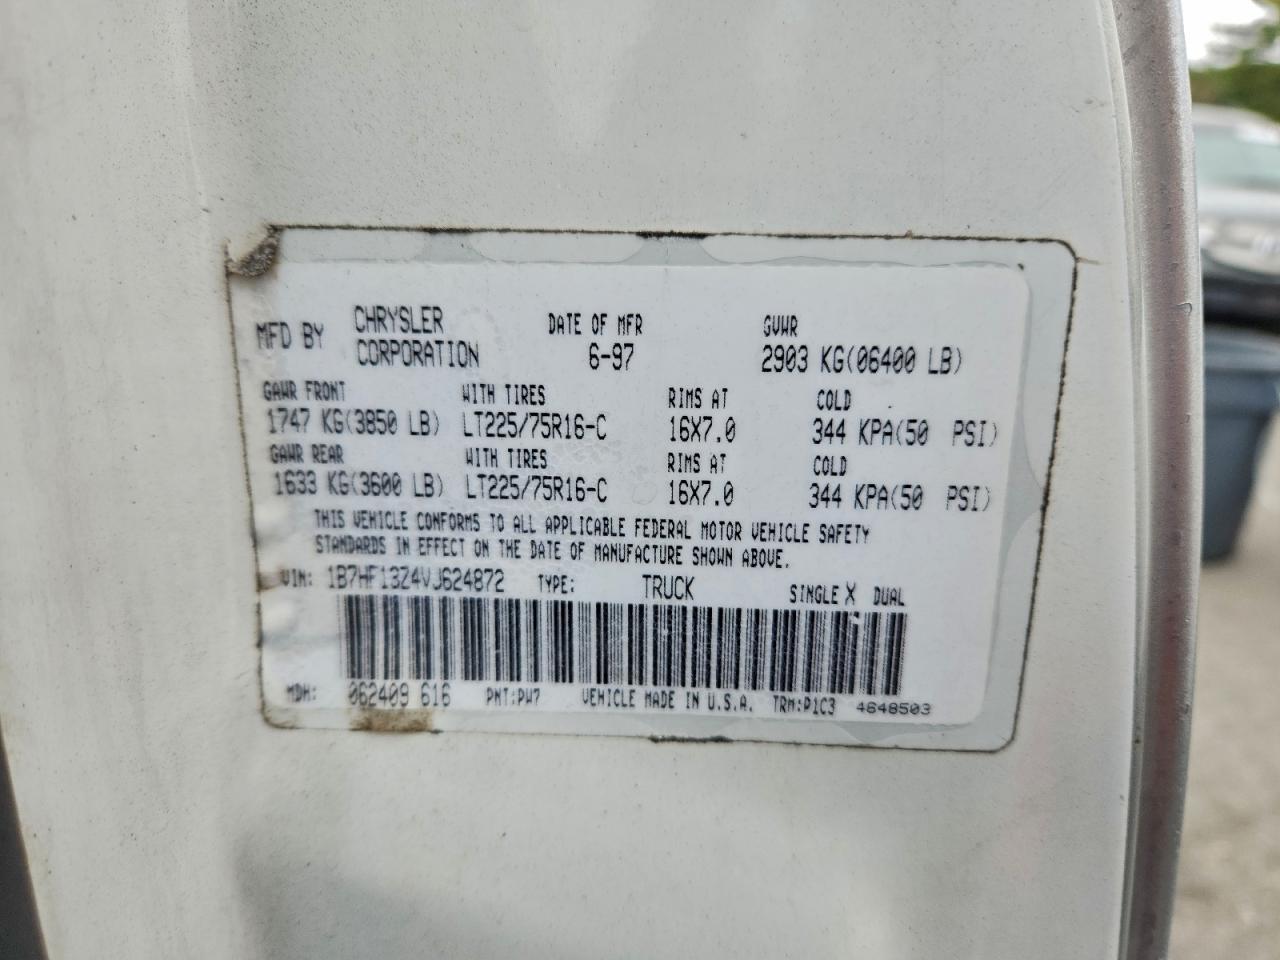 MFD BY CHRYSLER CORPORATION DATE OF MFR 6-97 GVWR 2903 KG(06400 LB)
GAWR FRONT WITH TIRES RIMS AT COLD
1747 KG(3850 LB) LT225/75R16-C 16X7.0 344 KPA(50 PSI)
GAWR REAR WITH TIRES RIMS AT COLD
1633 KG(3600 LB) LT225/75R16-C 16X7.0 344 KPA(50 PSI)
THIS VEHICLE CONFORMS TO ALL APPLICABLE FEDERAL MOTOR VEHICLE SAFETY
STANDARDS IN EFFECT ON THE DATE OF MANUFACTURE SHOWN ABOVE.
VIN: 1B7HF13Z4VJ624872 TYPE: TRUCK SINGLE X DUAL
MDH: 062409 616 PNT:PW7 VEHICLE MADE IN U.S.A. TRM:P1C3 4648503